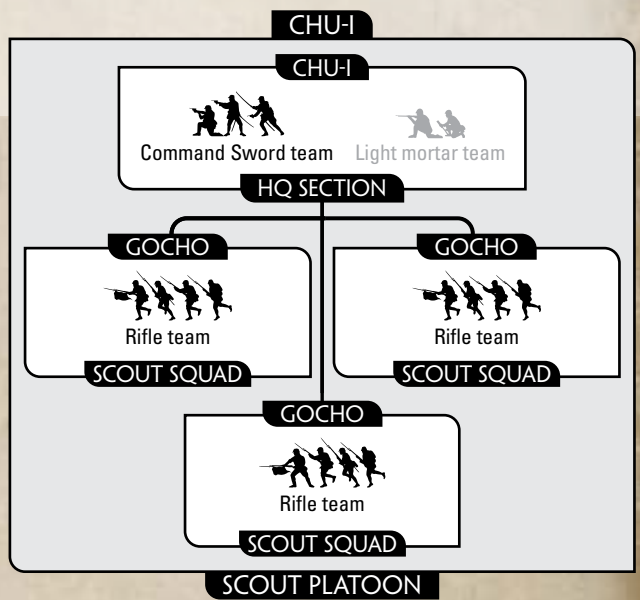 CHU-I
CHU-I
Command Sword team
Light mortar team
HQ SECTION
GOCHO
Rifle team
SCOUT SQUAD
GOCHO
Rifle team
SCOUT SQUAD
GOCHO
Rifle team
SCOUT SQUAD
SCOUT PLATOON